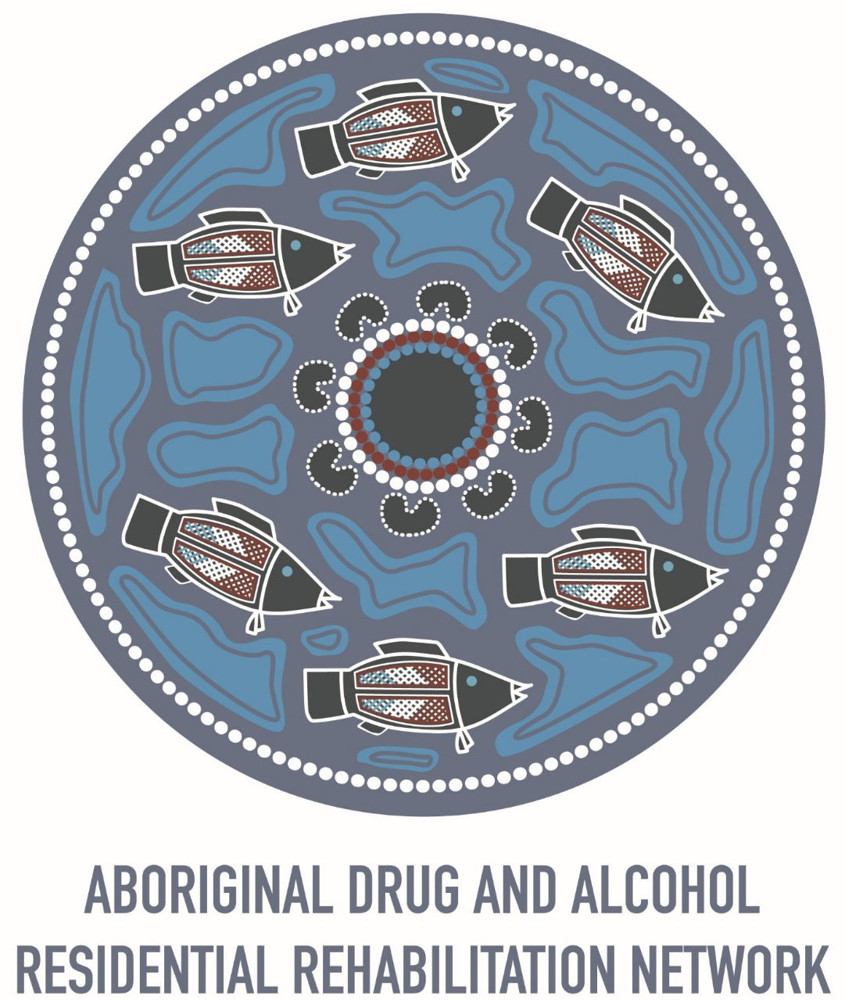 ABORIGINAL DRUG AND ALCOHOL
RESIDENTIAL REHABILITATION NETWORK